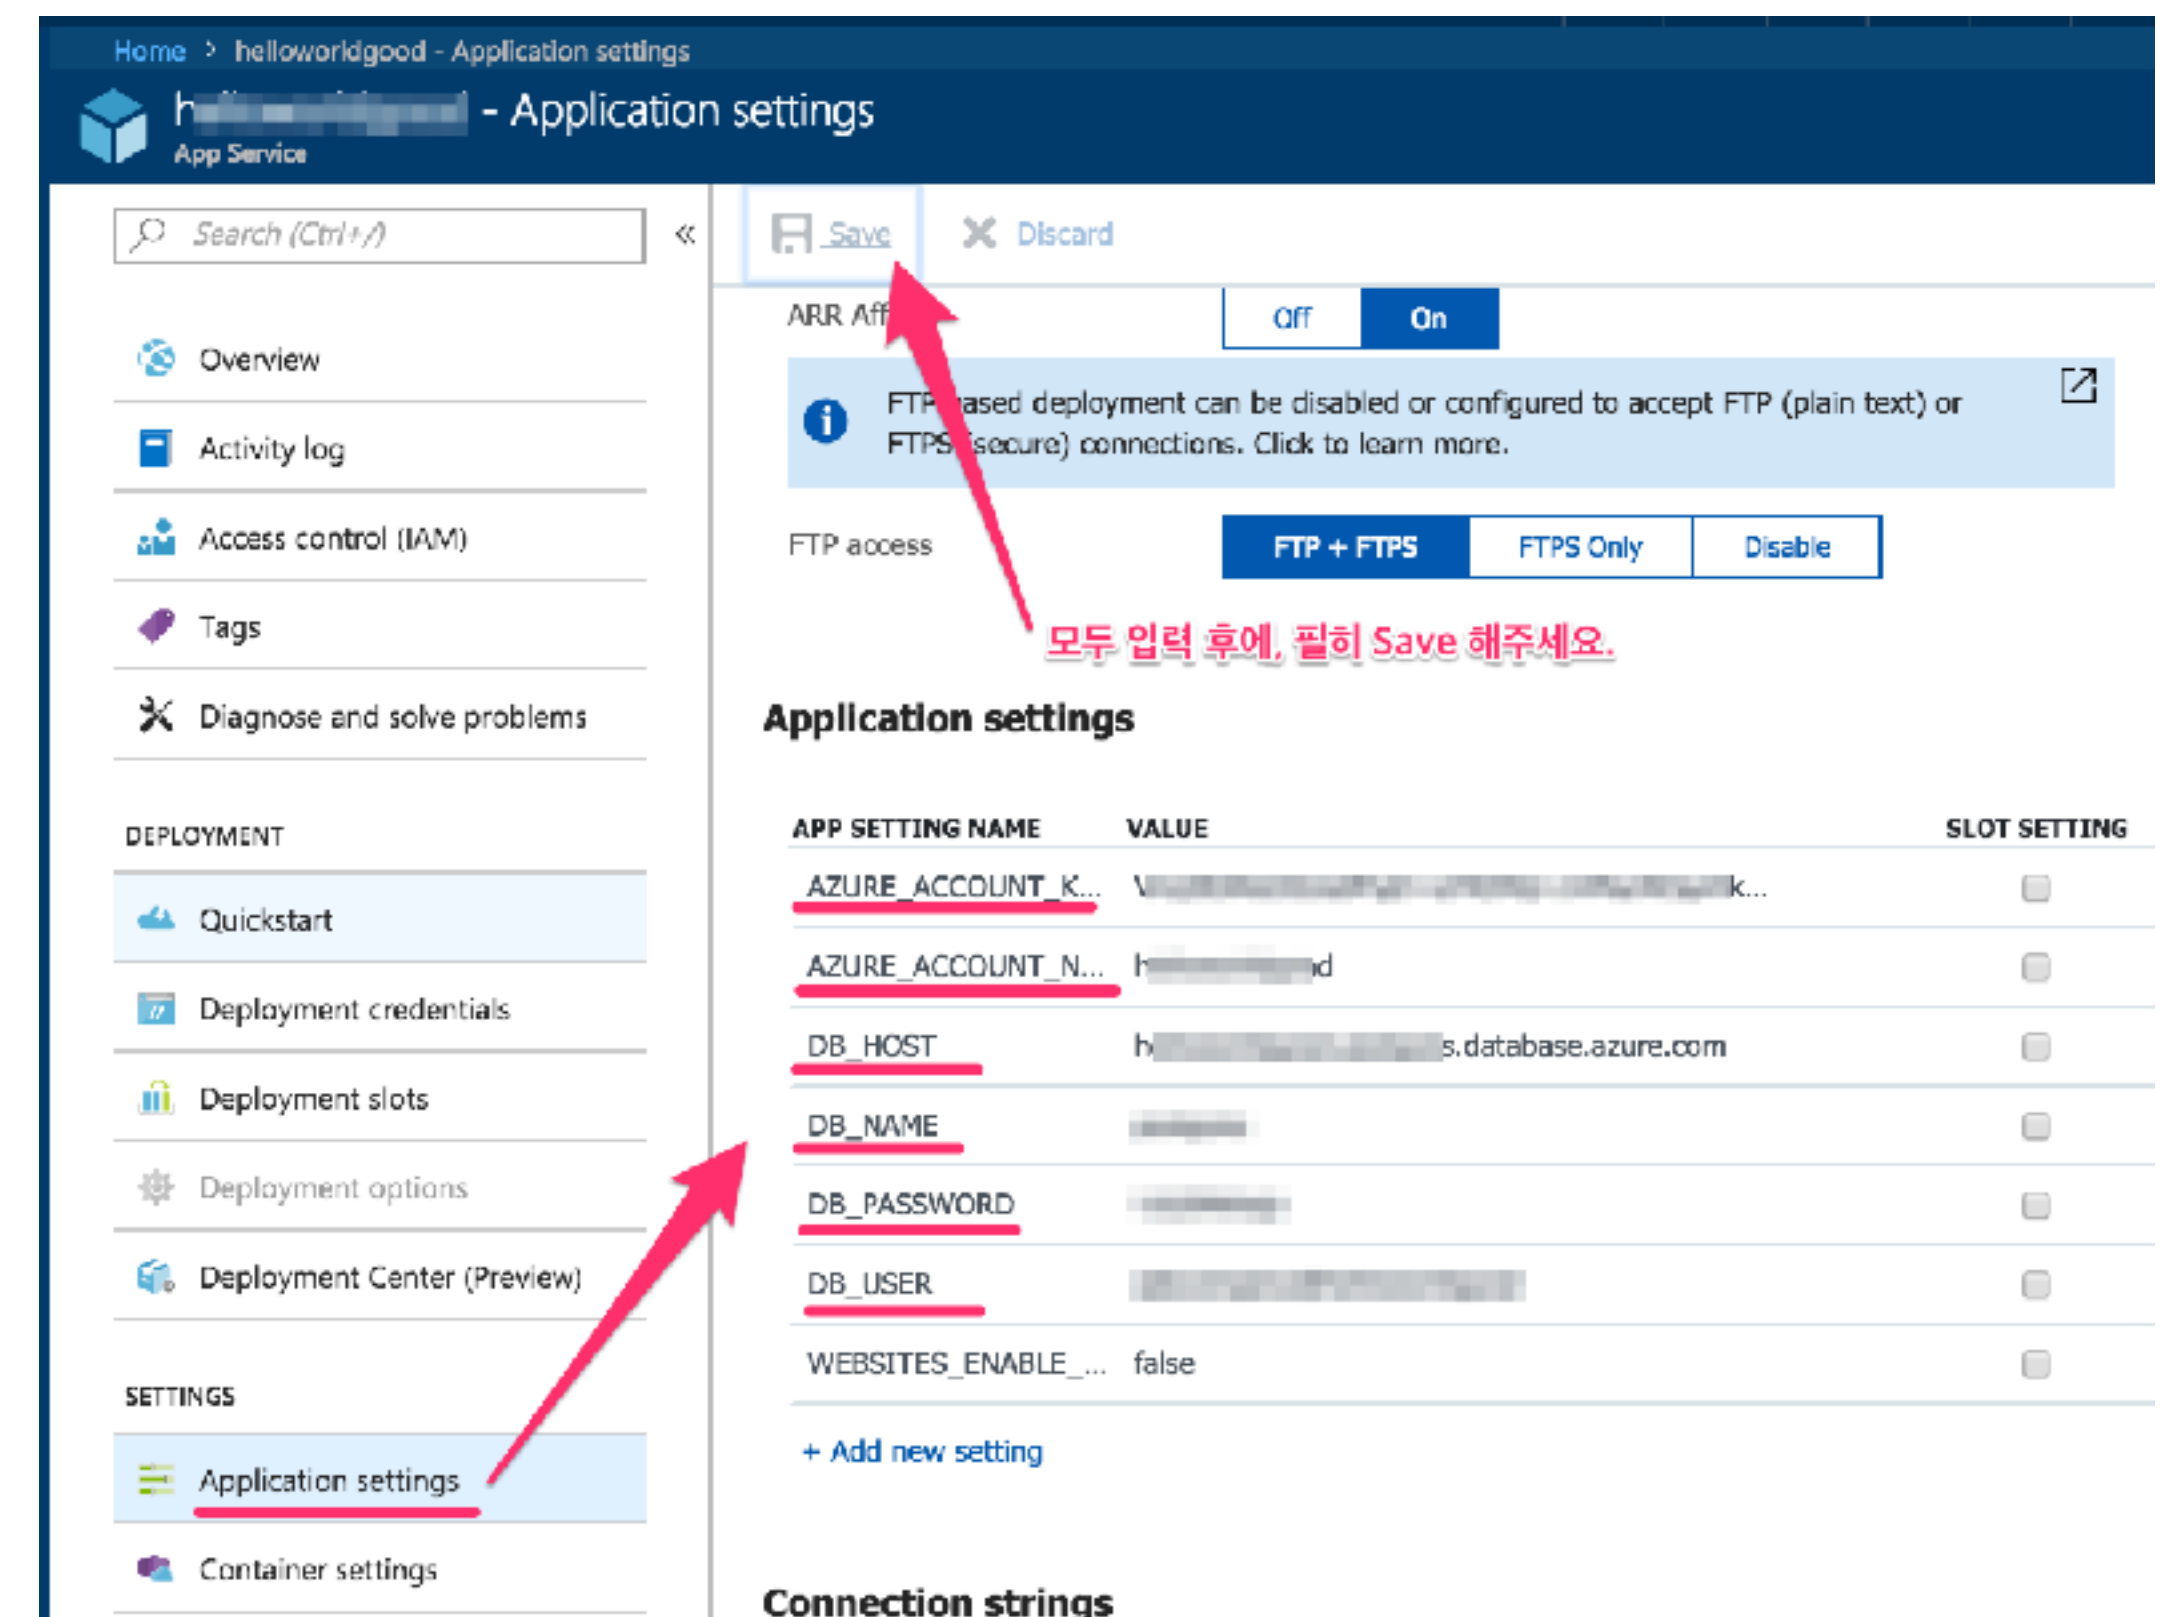 Home > helloworldgood - Application settings
h - Application settings
App Service
Search (Ctrl+/)
«
Save
Discard
Overview
Activity log
Access control (IAM)
Tags
Diagnose and solve problems
DEPLOYMENT
Quickstart
Deployment credentials
Deployment slots
Deployment options
Deployment Center (Preview)
SETTINGS
Application settings
Container settings
ARR Aff
Off
On
FTP ased deployment can be disabled or configured to accept FTP (plain text) or
FTPS (secure) connections. Click to learn more.
FTP access
FTP + FTPS
FTPS Only
Disable
모두 입력 후에, 필히 Save 해주세요.
Application settings
APP SETTING NAME VALUE SLOT SETTING
AZURE_ACCOUNT_K... k...
AZURE_ACCOUNT_N... h d
DB_HOST h s.database.azure.com
DB_NAME
DB_PASSWORD
DB_USER
WEBSITES_ENABLE_... false
+ Add new setting
Connection strings